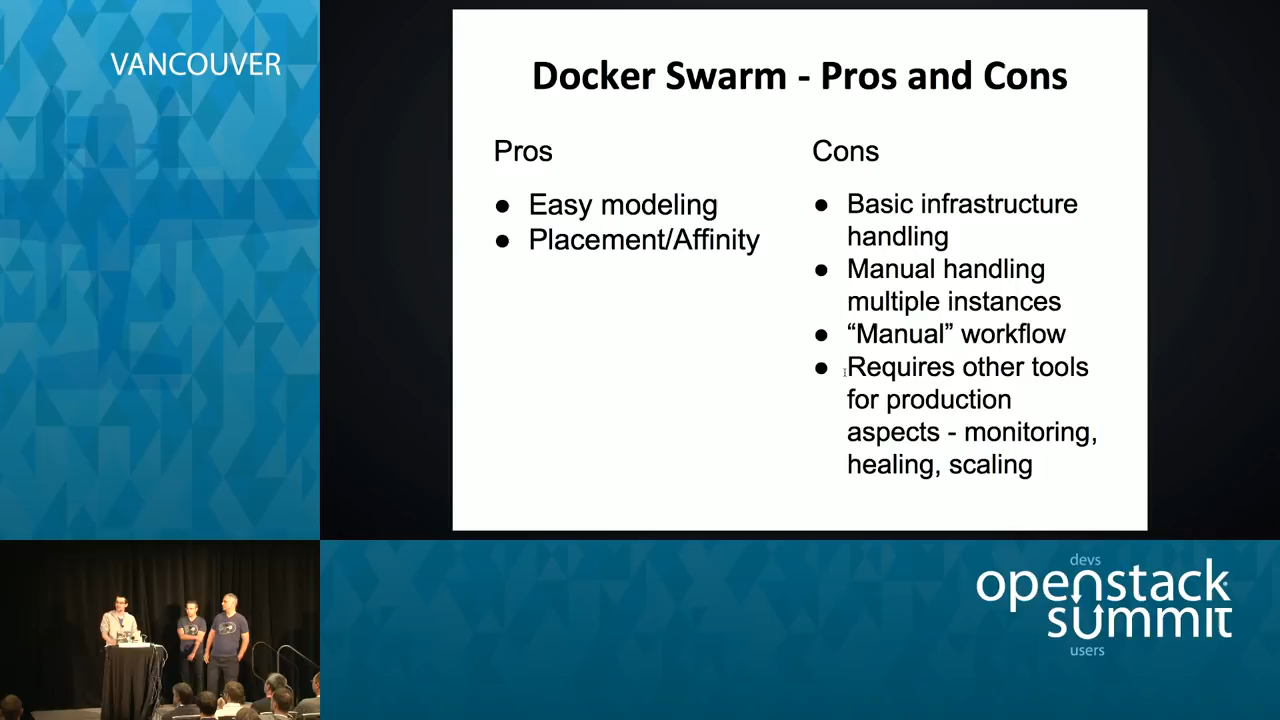 VANCOUVER
Docker Swarm - Pros and Cons
Pros
● Easy modeling
● Placement/Affinity
Cons
● Basic infrastructure
handling
● Manual handling
multiple instances
● “Manual” workflow
● Requires other tools
for production
aspects - monitoring,
healing, scaling
devs
openstack
summit
users